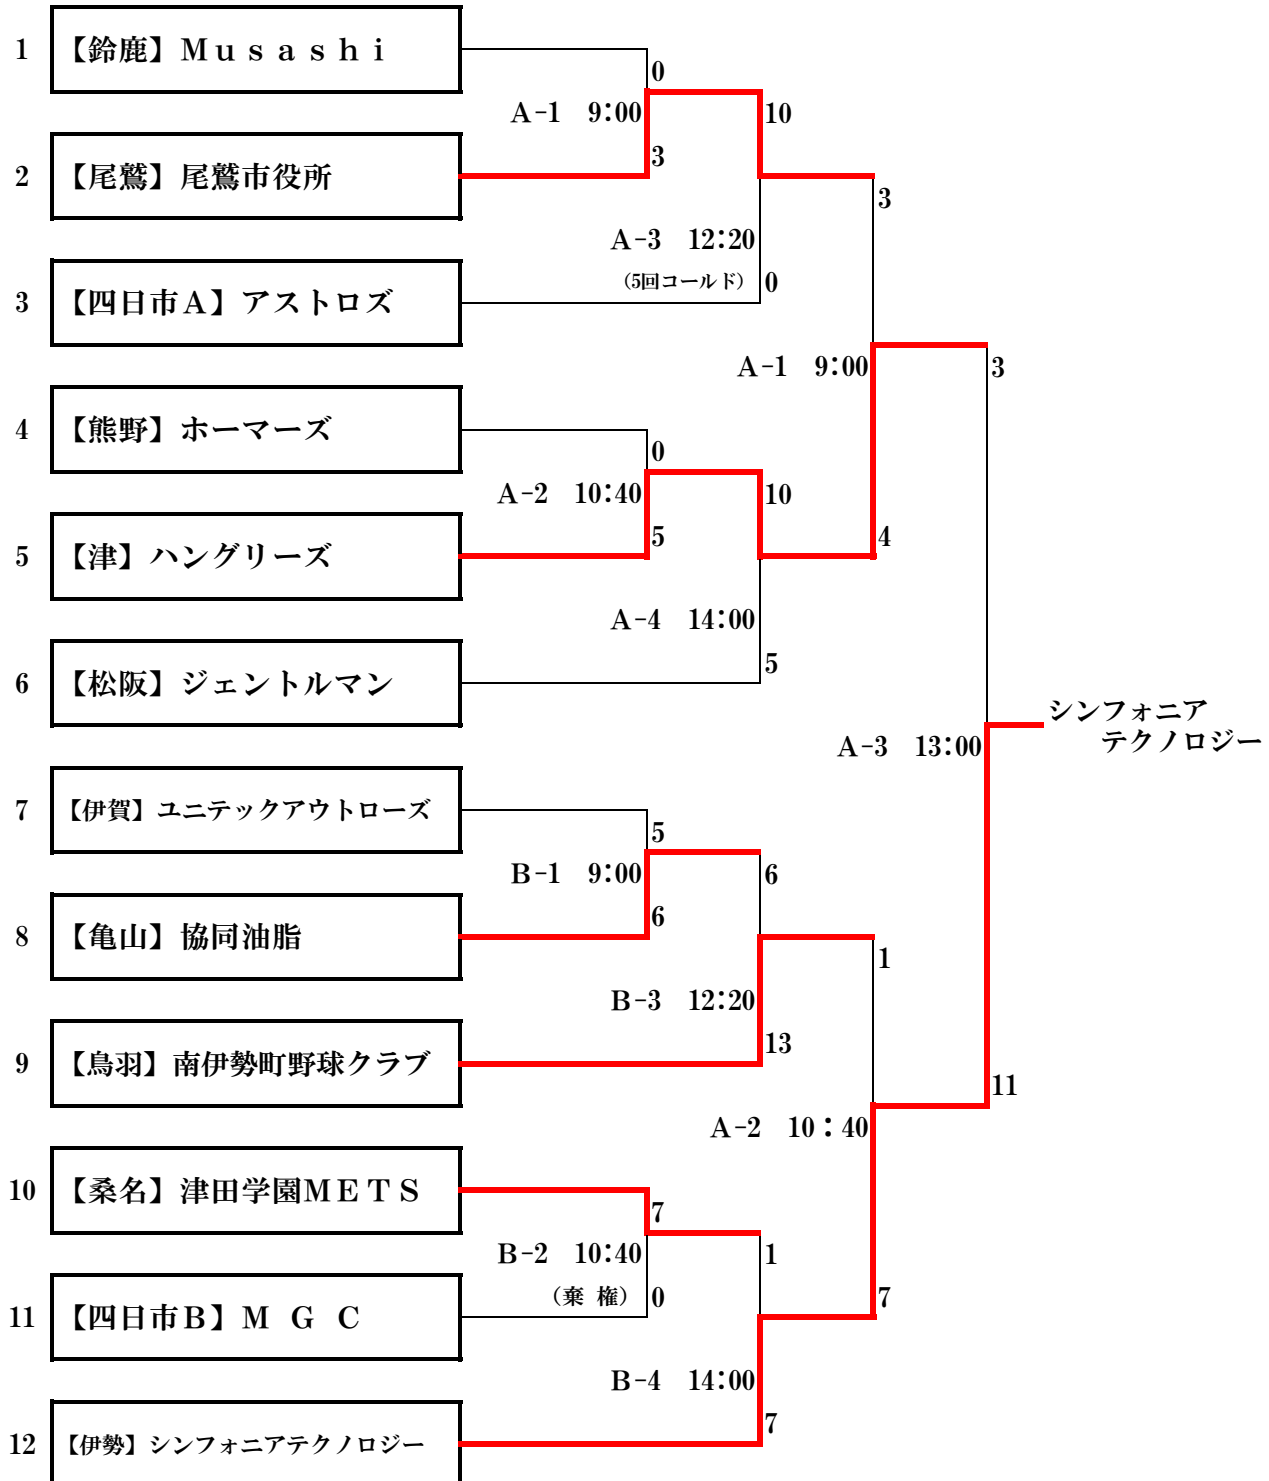 1 【鈴鹿】Ｍｕｓａｓｈｉ
0
A-1 9:00
10
2 【尾鷲】尾鷲市役所
3
3
A-3 12:20
(5回コールド)
0
3 【四日市Ａ】アストロズ
A-1 9:00
3
4 【熊野】ホーマーズ
0
A-2 10:40
10
5 【津】ハングリーズ
5
4
A-4 14:00
5
6 【松阪】ジェントルマン
シンフォニア
テクノロジー
A-3 13:00
7 【伊賀】ユニテックアウトローズ
5
B-1 9:00
6
8 【亀山】協同油脂
6
1
B-3 12:20
13
9 【鳥羽】南伊勢町野球クラブ
11
A-2 10：40
10 【桑名】津田学園ＭＥＴＳ
7
B-2 10:40
1
(棄 権)
0
7
11 【四日市Ｂ】Ｍ Ｇ Ｃ
B-4 14:00
7
12 【伊勢】シンフォニアテクノロジー